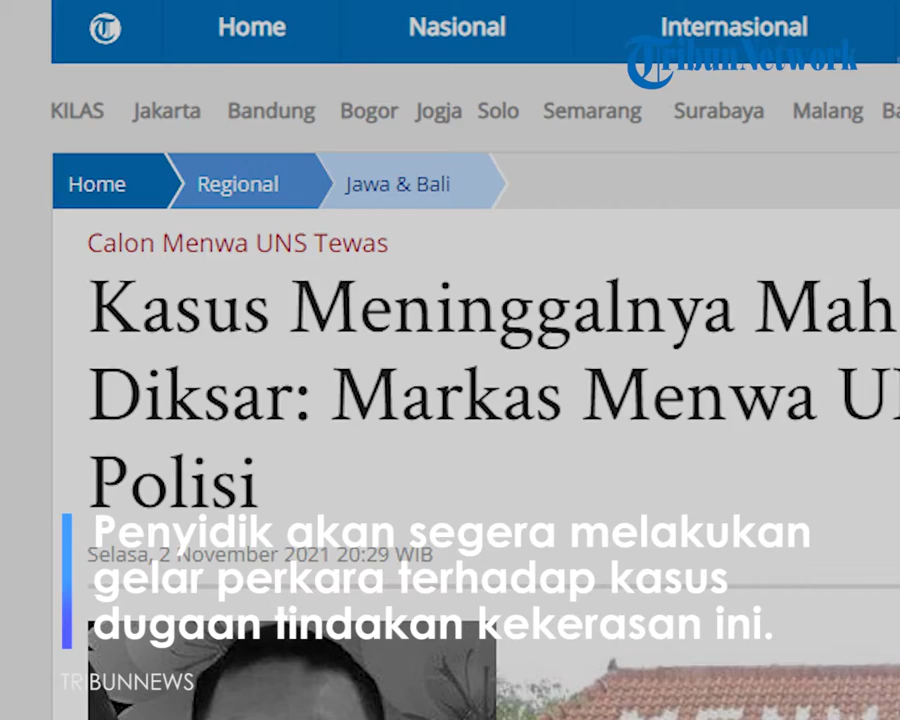 Home Nasional Internasional
TribunNetwork
KILAS Jakarta Bandung Bogor Jogja Solo Semarang Surabaya Malang
Home Regional Jawa & Bali
Calon Menwa UNS Tewas
Kasus Meninggalnya Mah
Diksar: Markas Menwa
Polisi
Selasa, 2 November 2021 20:29 WIB
Penyidik akan segera melakukan
gelar perkara terhadap kasus
dugaan tindakan kekerasan ini.
TRIBUNNEWS